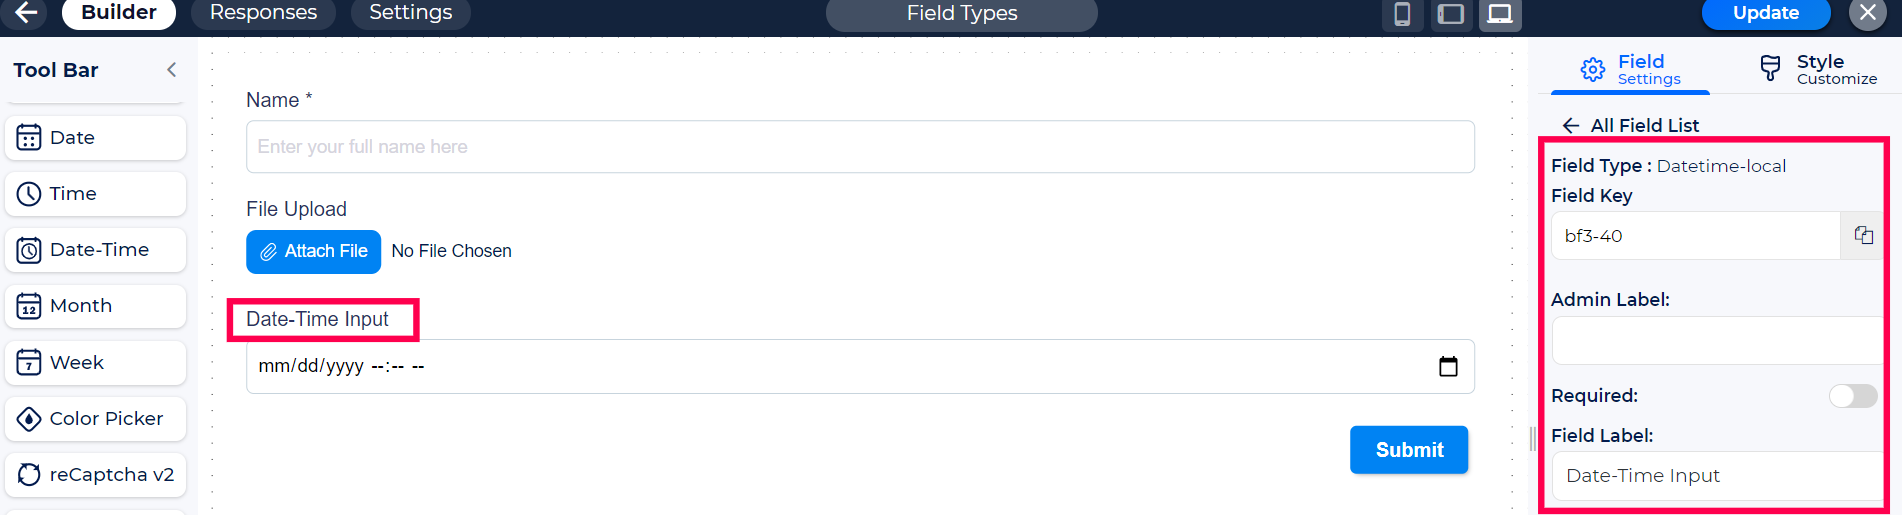 Builder
Responses
Settings
Field Types
Update
Tool Bar
Date
Time
Date-Time
Month
12
Week
7
Color Picker
reCaptcha v2
Name *
Enter your full name here
File Upload
Attach File No File Chosen
Date-Time Input
mm/dd/yyyy --:-- --
Submit
Field
Settings
Style
Customize
All Field List
Field Type : Datetime-local
Field Key
bf3-40
Admin Label:
Required:
Field Label:
Date-Time Input